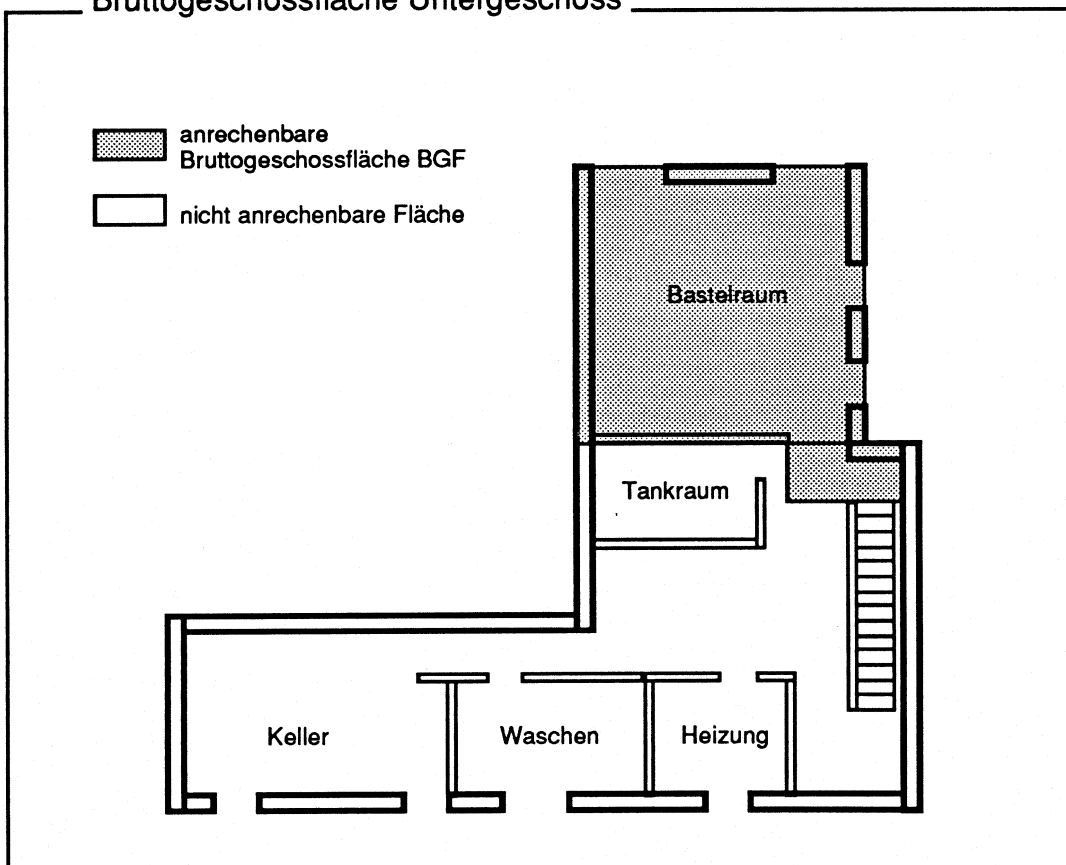 Bruttogeschossfläche Untergeschoss
anrechenbare
Bruttogeschossfläche BGF
nicht anrechenbare Fläche
Bastelraum
Tankraum
Keller
Waschen
Heizung